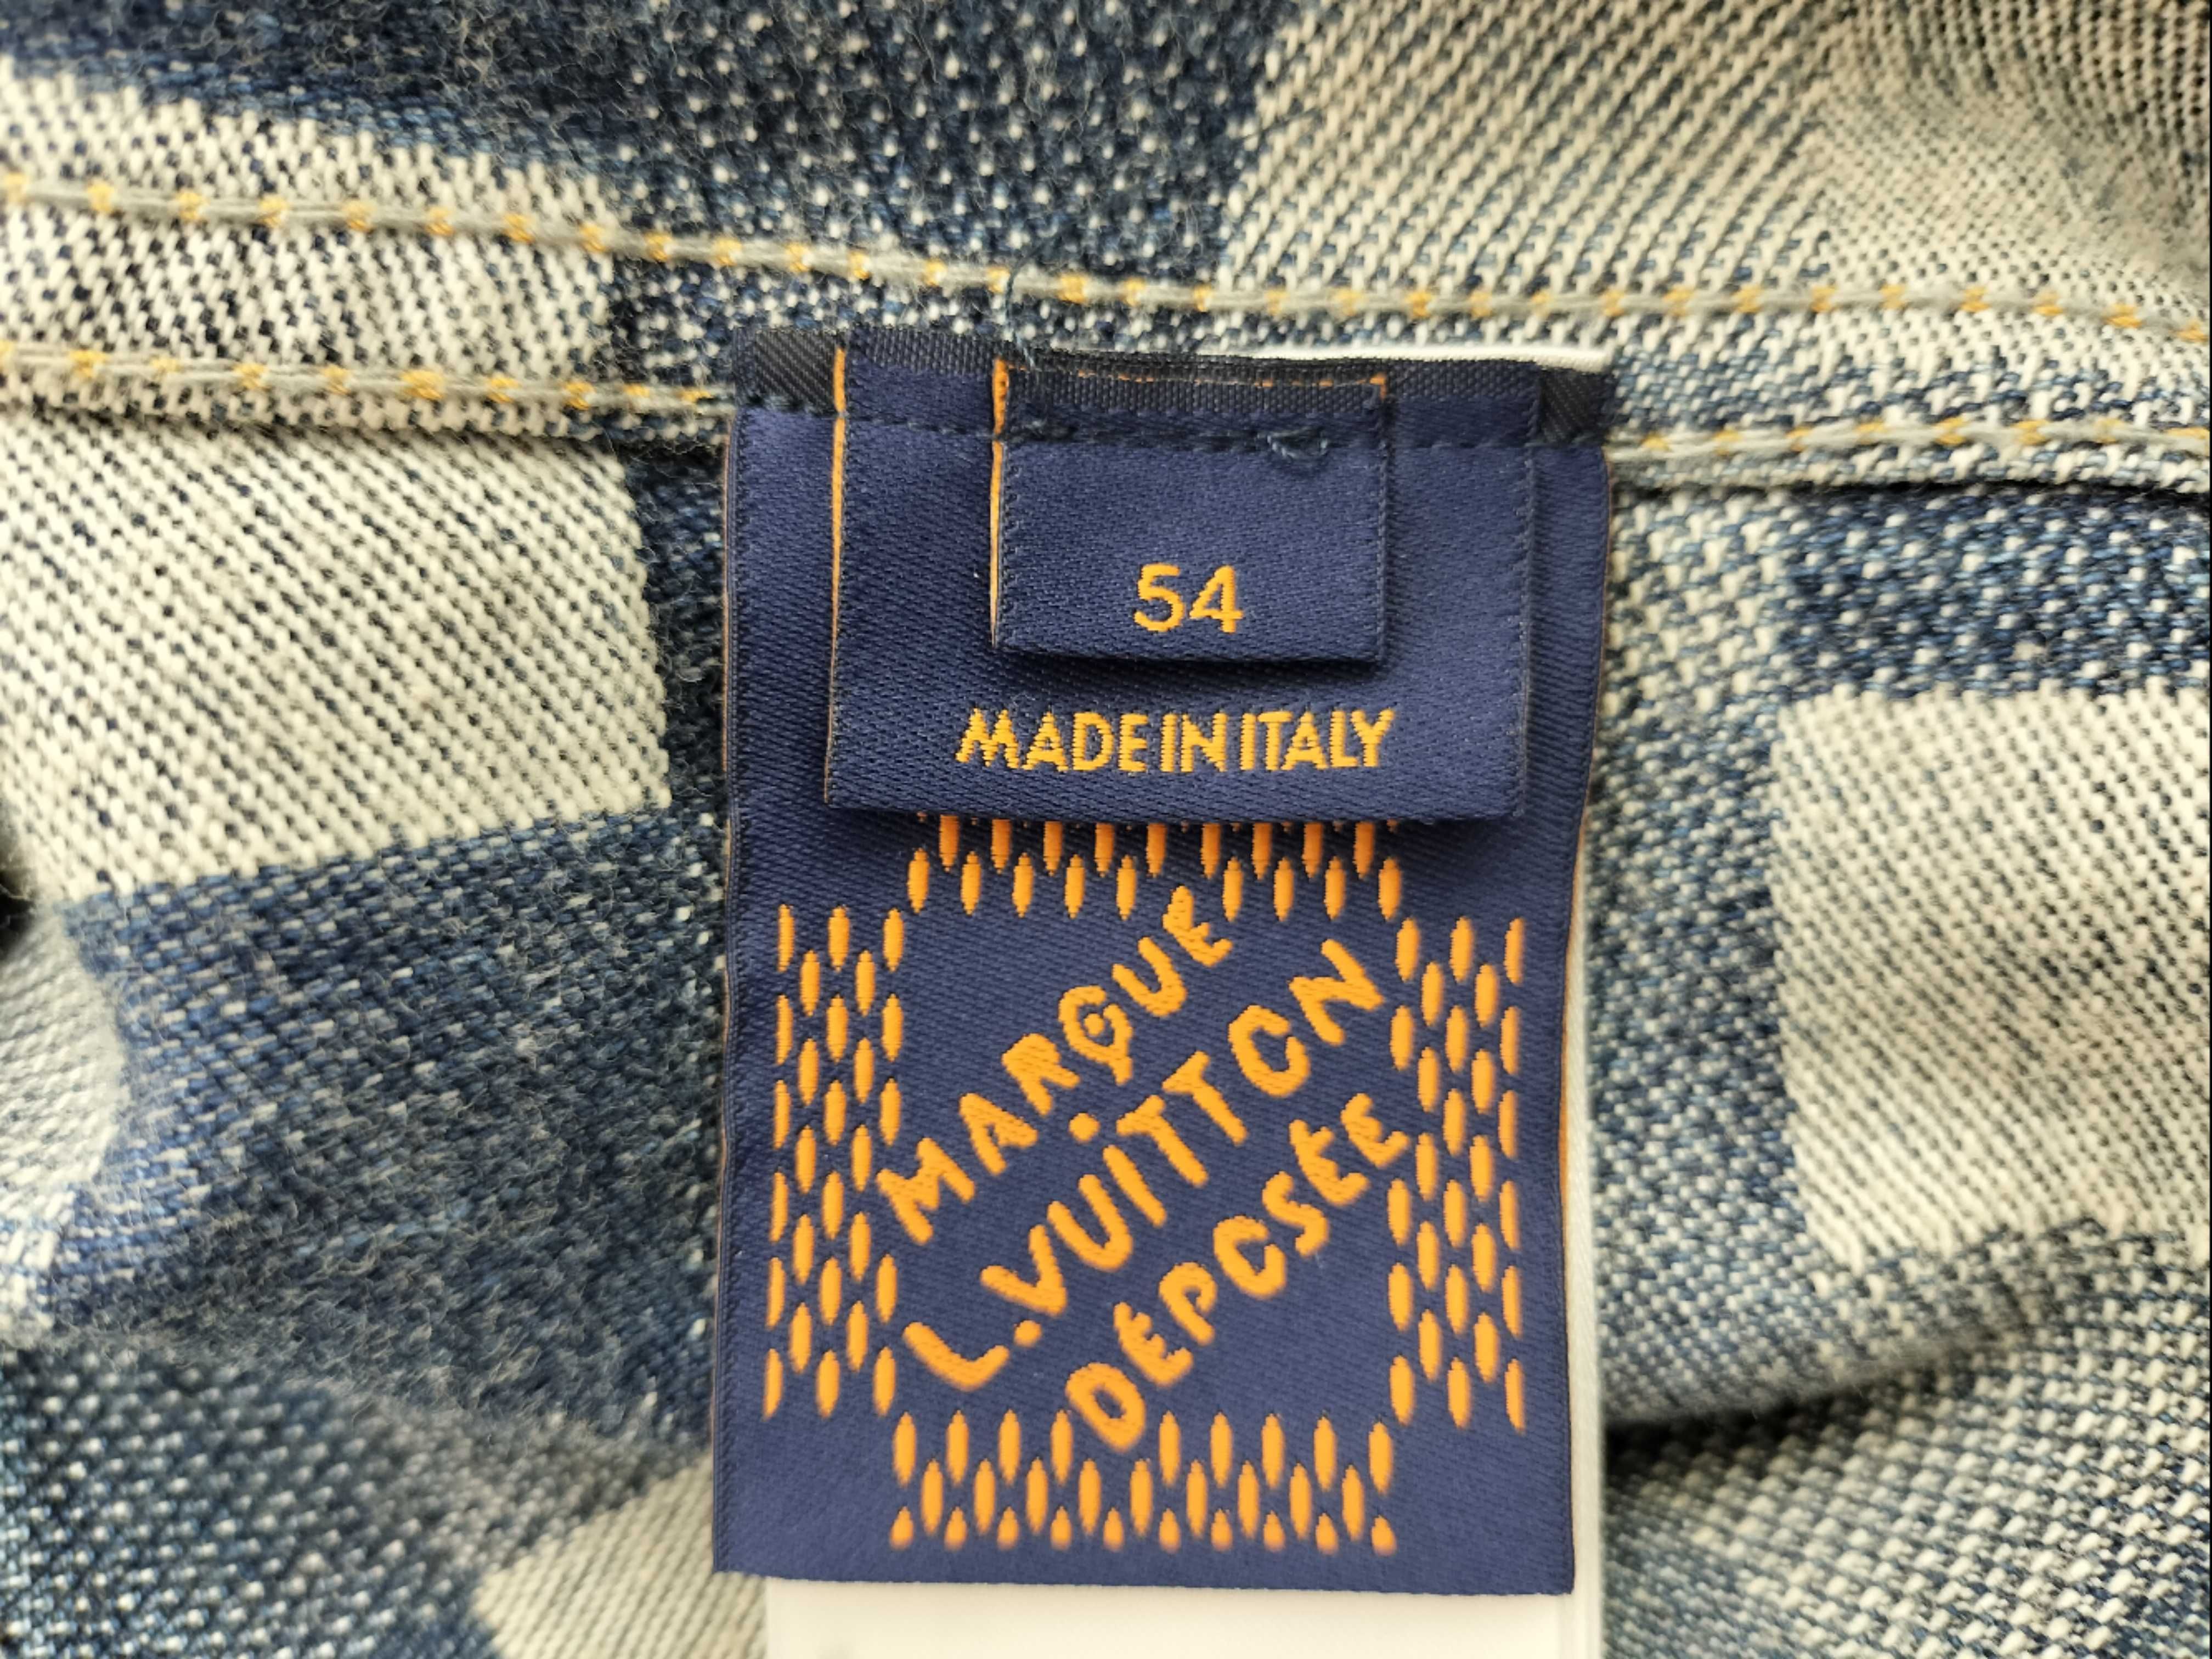 54
MADE IN ITALY
MARQUE
L.VUITTON
DÉPOSÉE